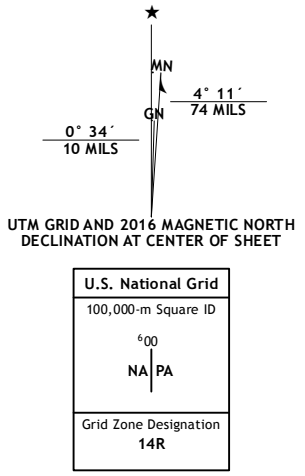 ★
MN
4° 11´
74 MILS
GN
0° 34´
10 MILS
UTM GRID AND 2016 MAGNETIC NORTH
DECLINATION AT CENTER OF SHEET
U.S. National Grid
100,000-m Square ID
⁶00
NA PA
Grid Zone Designation
14R